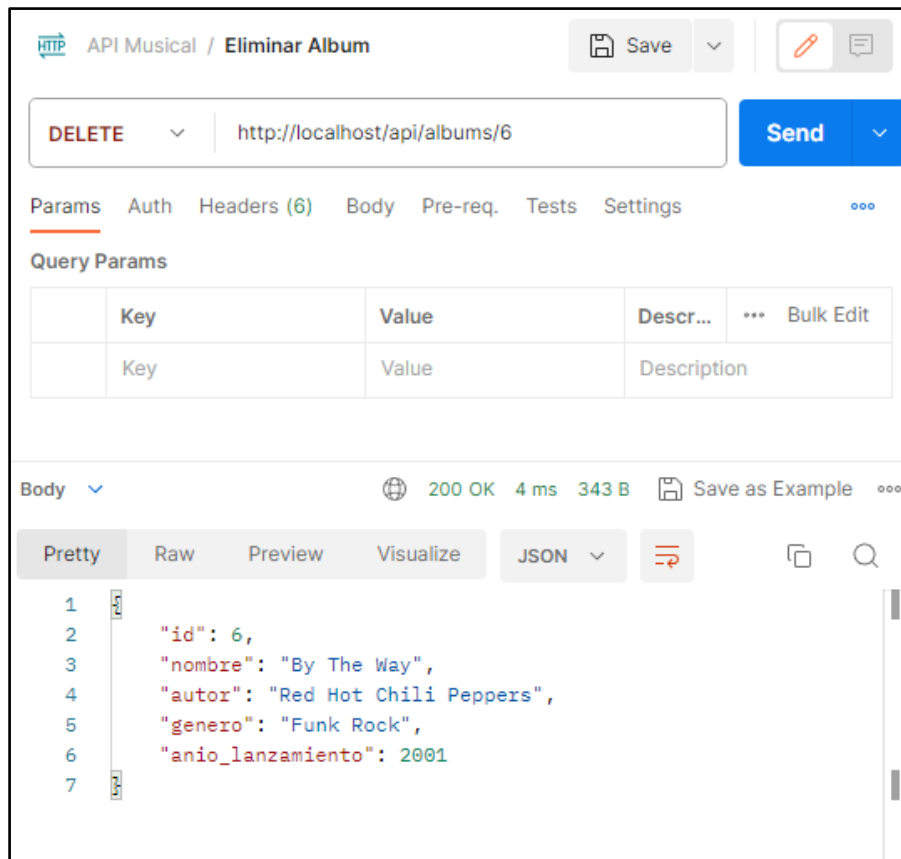 HTTP API Musical / Eliminar Album Save
DELETE http://localhost/api/albums/6 Send
Params Auth Headers (6) Body Pre-req. Tests Settings
Query Params
Key Value Descr... Bulk Edit
Key Value Description
Body 200 OK 4 ms 343 B Save as Example
Pretty Raw Preview Visualize JSON
1 {
2 "id": 6,
3 "nombre": "By The Way",
4 "autor": "Red Hot Chili Peppers",
5 "genero": "Funk Rock",
6 "anio_lanzamiento": 2001
7 }